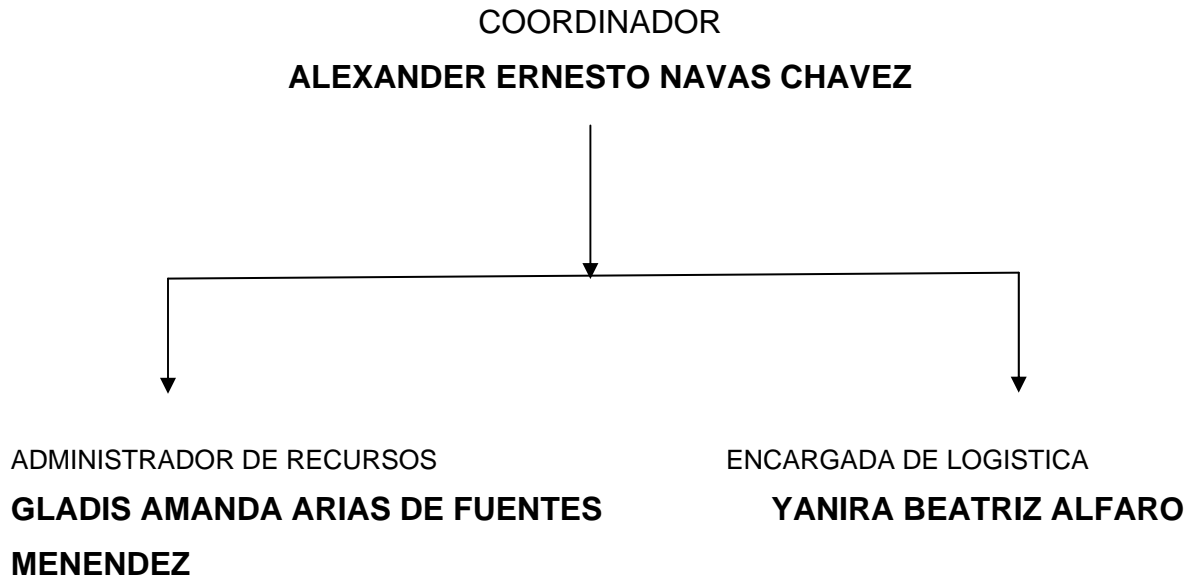 COORDINADOR
ALEXANDER ERNESTO NAVAS CHAVEZ
ADMINISTRADOR DE RECURSOS
GLADIS AMANDA ARIAS DE FUENTES
MENENDEZ
ENCARGADA DE LOGISTICA
YANIRA BEATRIZ ALFARO